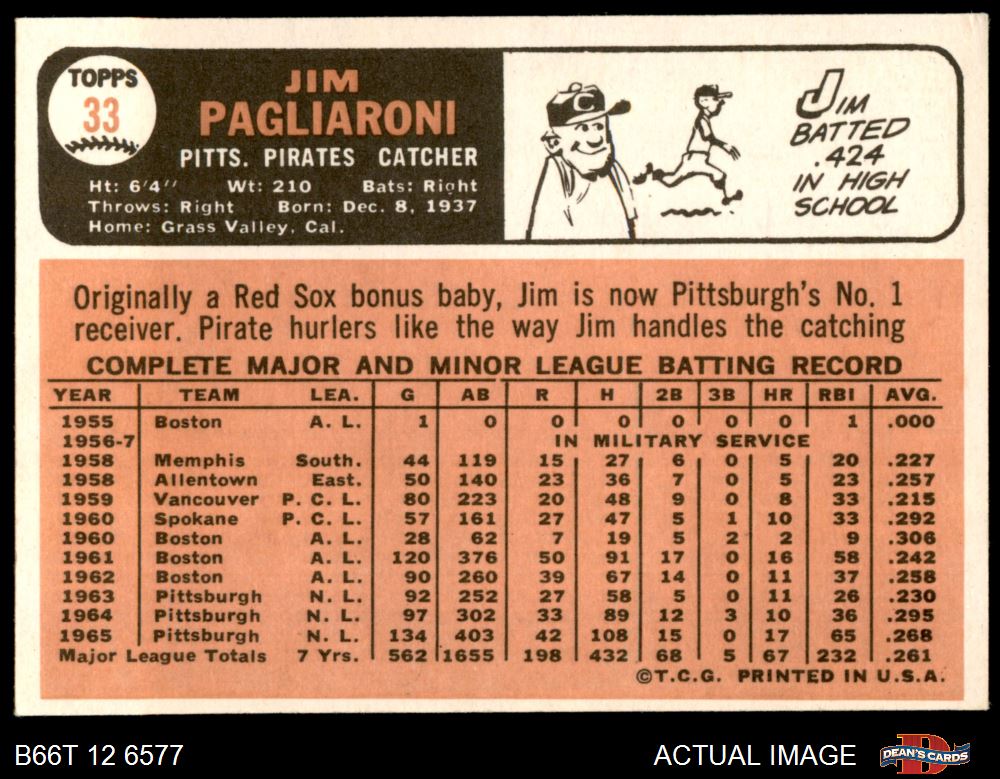 TOPPS
33
JIM
PAGLIARONI
PITTS. PIRATES CATCHER
Ht: 6'4" Wt: 210 Bats: Right
Throws: Right Born: Dec. 8, 1937
Home: Grass Valley, Cal.
C
JIM
BATTED
.424
IN HIGH
SCHOOL
Originally a Red Sox bonus baby, Jim is now Pittsburgh's No. 1
receiver. Pirate hurlers like the way Jim handles the catching
COMPLETE MAJOR AND MINOR LEAGUE BATTING RECORD
YEAR TEAM LEA. G AB R H 2B 3B HR RBI AVG.
1955 Boston A. L. 1 0 0 0 0 0 0 1 .000
1956-7 IN MILITARY SERVICE
1958 Memphis South. 44 119 15 27 6 0 5 20 .227
1958 Allentown East. 50 140 23 36 7 0 5 23 .257
1959 Vancouver P. C. L. 80 223 20 48 9 0 8 33 .215
1960 Spokane P. C. L. 57 161 27 47 5 1 10 33 .292
1960 Boston A. L. 28 62 7 19 5 2 2 9 .306
1961 Boston A. L. 120 376 50 91 17 0 16 58 .242
1962 Boston A. L. 90 260 39 67 14 0 11 37 .258
1963 Pittsburgh N. L. 92 252 27 58 5 0 11 26 .230
1964 Pittsburgh N. L. 97 302 33 89 12 3 10 36 .295
1965 Pittsburgh N. L. 134 403 42 108 15 0 17 65 .268
Major League Totals 7 Yrs. 562 1655 198 432 68 5 67 232 .261
©T.C.G. PRINTED IN U.S.A.
B66T 12 6577
ACTUAL IMAGE
D
DEAN'S CARDS